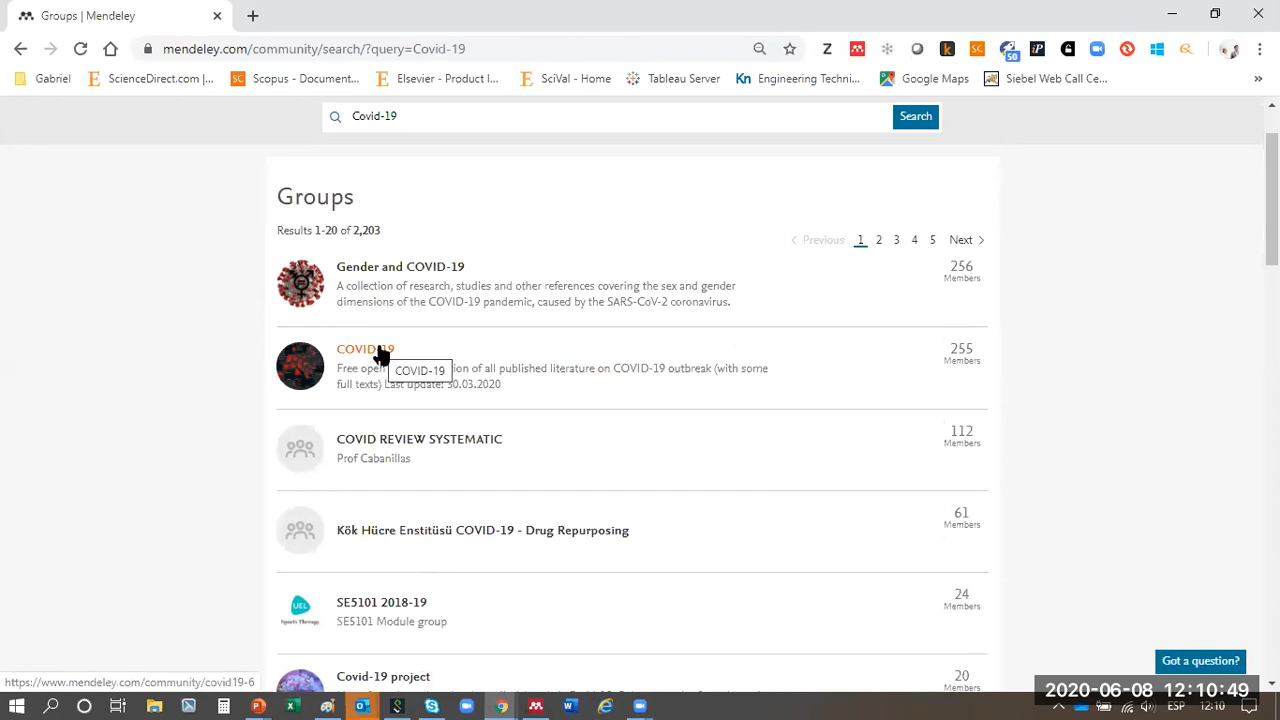 Groups | Mendeley
mendeley.com/community/search/?query=Covid-19
50
Gabriel
ScienceDirect.com |...
Scopus - Document...
Elsevier - Product I...
SciVal - Home
Tableau Server
Kn Engineering Techni...
Google Maps
Siebel Web Call Ce...
Covid-19
Search
Groups
Results 1-20 of 2,203
Previous 1 2 3 4 5 Next
Gender and COVID-19
256
Members
A collection of research, studies and other references covering the sex and gender
dimensions of the COVID-19 pandemic, caused by the SARS-CoV-2 coronavirus.
COVID-19
255
Members
COVID-19
Free open ion of all published literature on COVID-19 outbreak (with some
full texts) Last update: 30.03.2020
COVID REVIEW SYSTEMATIC
112
Members
Prof Cabanillas
Kök Hücre Enstitüsü COVID-19 - Drug Repurposing
61
Members
UEL
Sports Therapy
SE5101 2018-19
24
Members
SE5101 Module group
Covid-19 project
20
Members
Got a question?
https://www.mendeley.com/community/covid19-6
2020-06-08 12:10:49
ESP
12:10